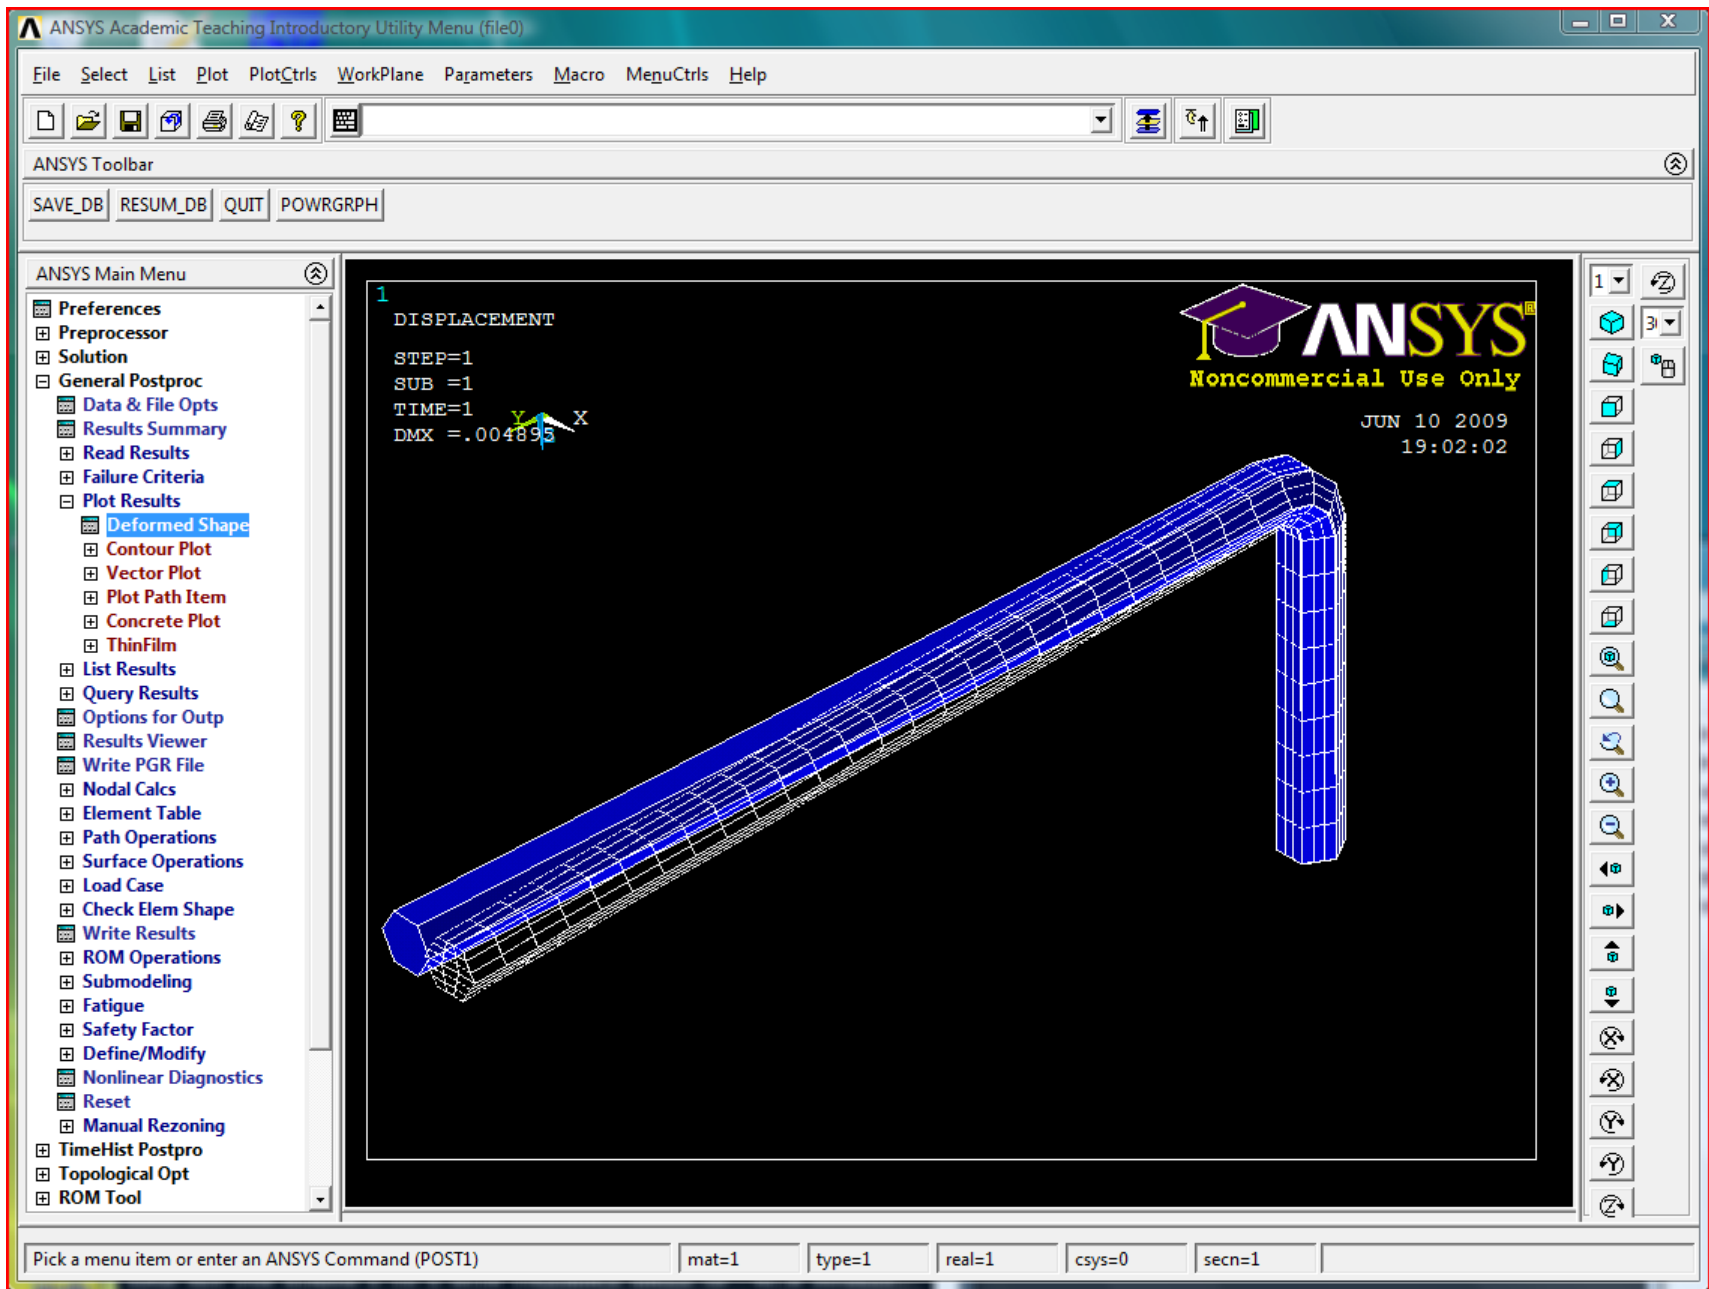 ANSYS Academic Teaching Introductory Utility Menu (file0)
File Select List Plot PlotCtrls WorkPlane Parameters Macro MenuCtrls Help
ANSYS Toolbar
SAVE_DB RESUM_DB QUIT POWRGRPH
ANSYS Main Menu
Preferences
Preprocessor
Solution
General Postproc
Data & File Opts
Results Summary
Read Results
Failure Criteria
Plot Results
Deformed Shape
Contour Plot
Vector Plot
Plot Path Item
Concrete Plot
ThinFilm
List Results
Query Results
Options for Outp
Results Viewer
Write PGR File
Nodal Calcs
Element Table
Path Operations
Surface Operations
Load Case
Check Elem Shape
Write Results
ROM Operations
Submodeling
Fatigue
Safety Factor
Define/Modify
Nonlinear Diagnostics
Reset
Manual Rezoning
TimeHist Postpro
Topological Opt
ROM Tool
1
DISPLACEMENT
STEP=1
SUB =1
TIME=1
DMX =.004895
Y X
ANSYS®
Noncommercial Use Only
JUN 10 2009
19:02:02
1
X
X
Y
Y
Z
Pick a menu item or enter an ANSYS Command (POST1)
mat=1
type=1
real=1
csys=0
secn=1